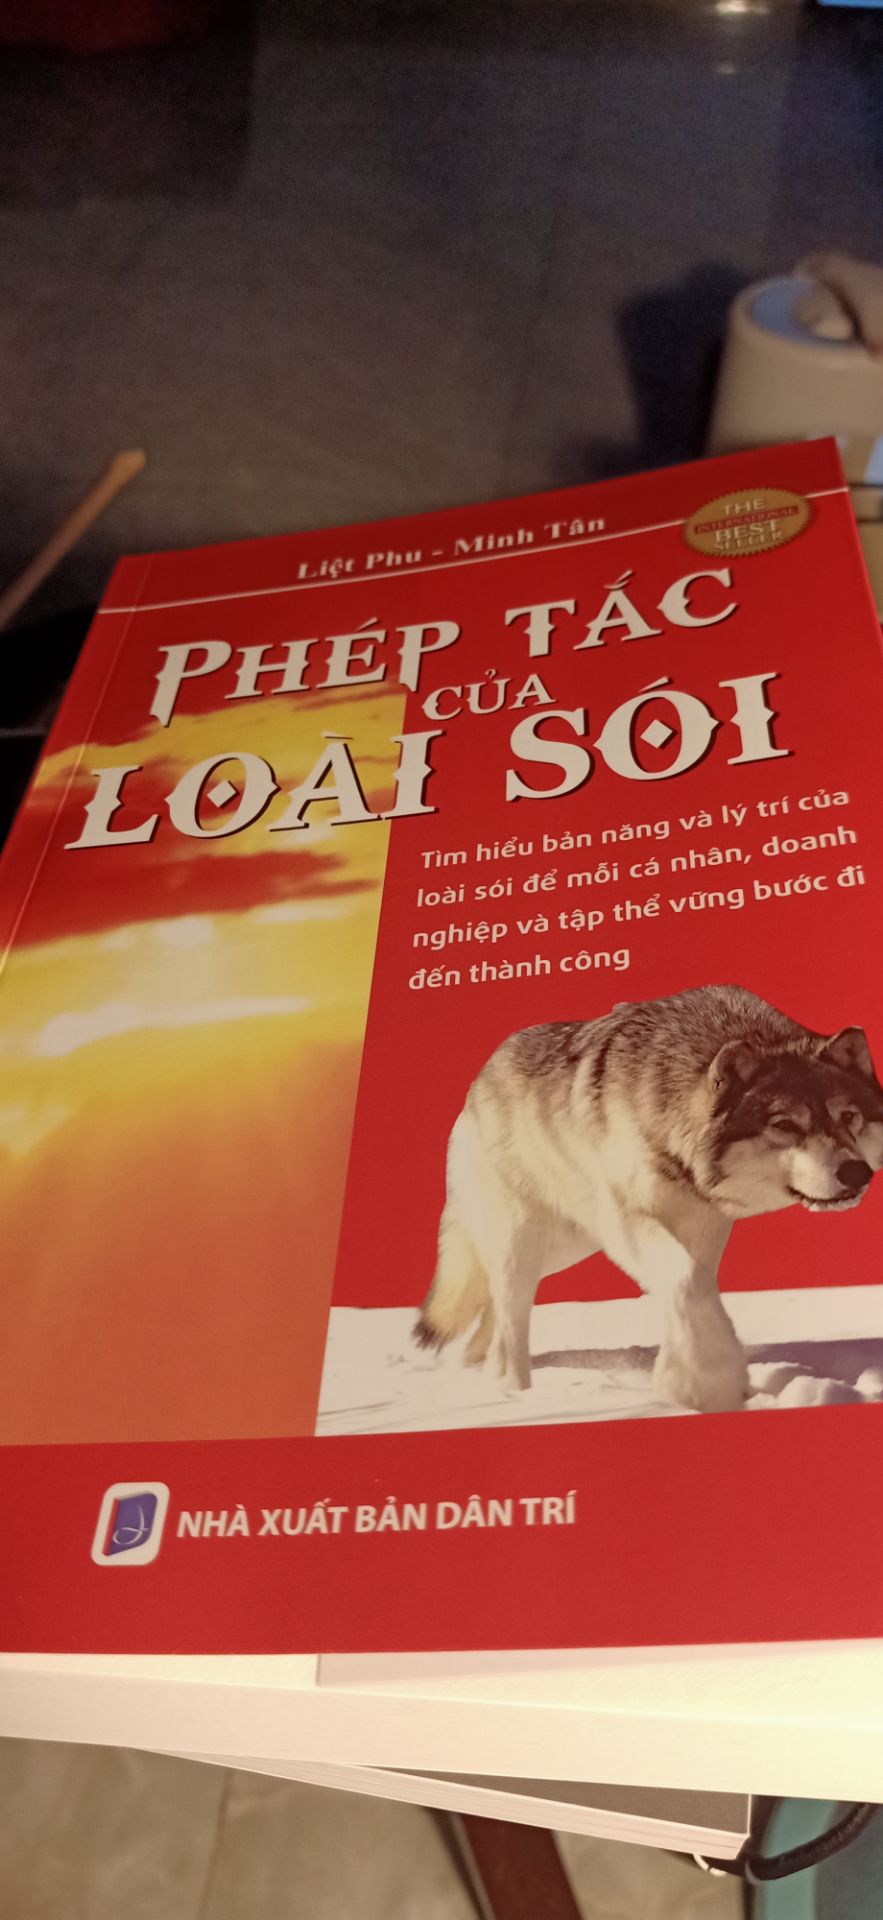 Liệt Phu - Minh Tân
THE
INTERNATIONAL
BEST
SELLER
PHÉP TẮC
CỦA
LOÀI SÓI
Tìm hiểu bản năng và lý trí của
loài sói để mỗi cá nhân, doanh
nghiệp và tập thể vững bước đi
đến thành công
NHÀ XUẤT BẢN DÂN TRÍ